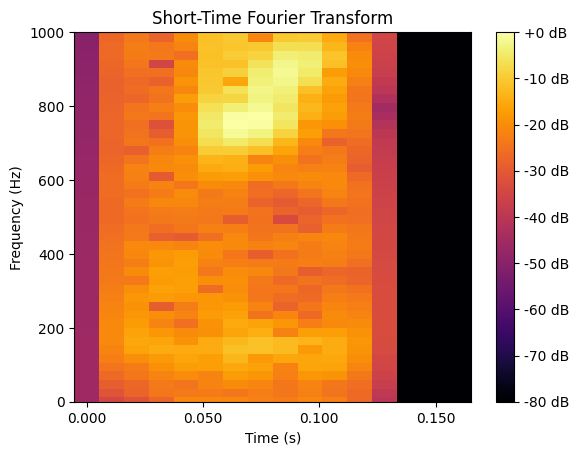 Short-Time Fourier Transform
1000
800
600
400
200
0
Frequency (Hz)
0.000
0.050
0.100
0.150
Time (s)
+0 dB
-10 dB
-20 dB
-30 dB
-40 dB
-50 dB
-60 dB
-70 dB
-80 dB